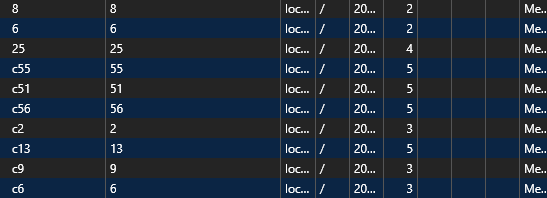 8 8 loc... / 20... 2 Me..
6 6 loc... / 20... 2 Me..
25 25 loc... / 20... 4 Me..
c55 55 loc... / 20... 5 Me..
c51 51 loc... / 20... 5 Me..
c56 56 loc... / 20... 5 Me..
c2 2 loc... / 20... 3 Me..
c13 13 loc... / 20... 5 Me..
c9 9 loc... / 20... 3 Me..
c6 6 loc... / 20... 3 Me..